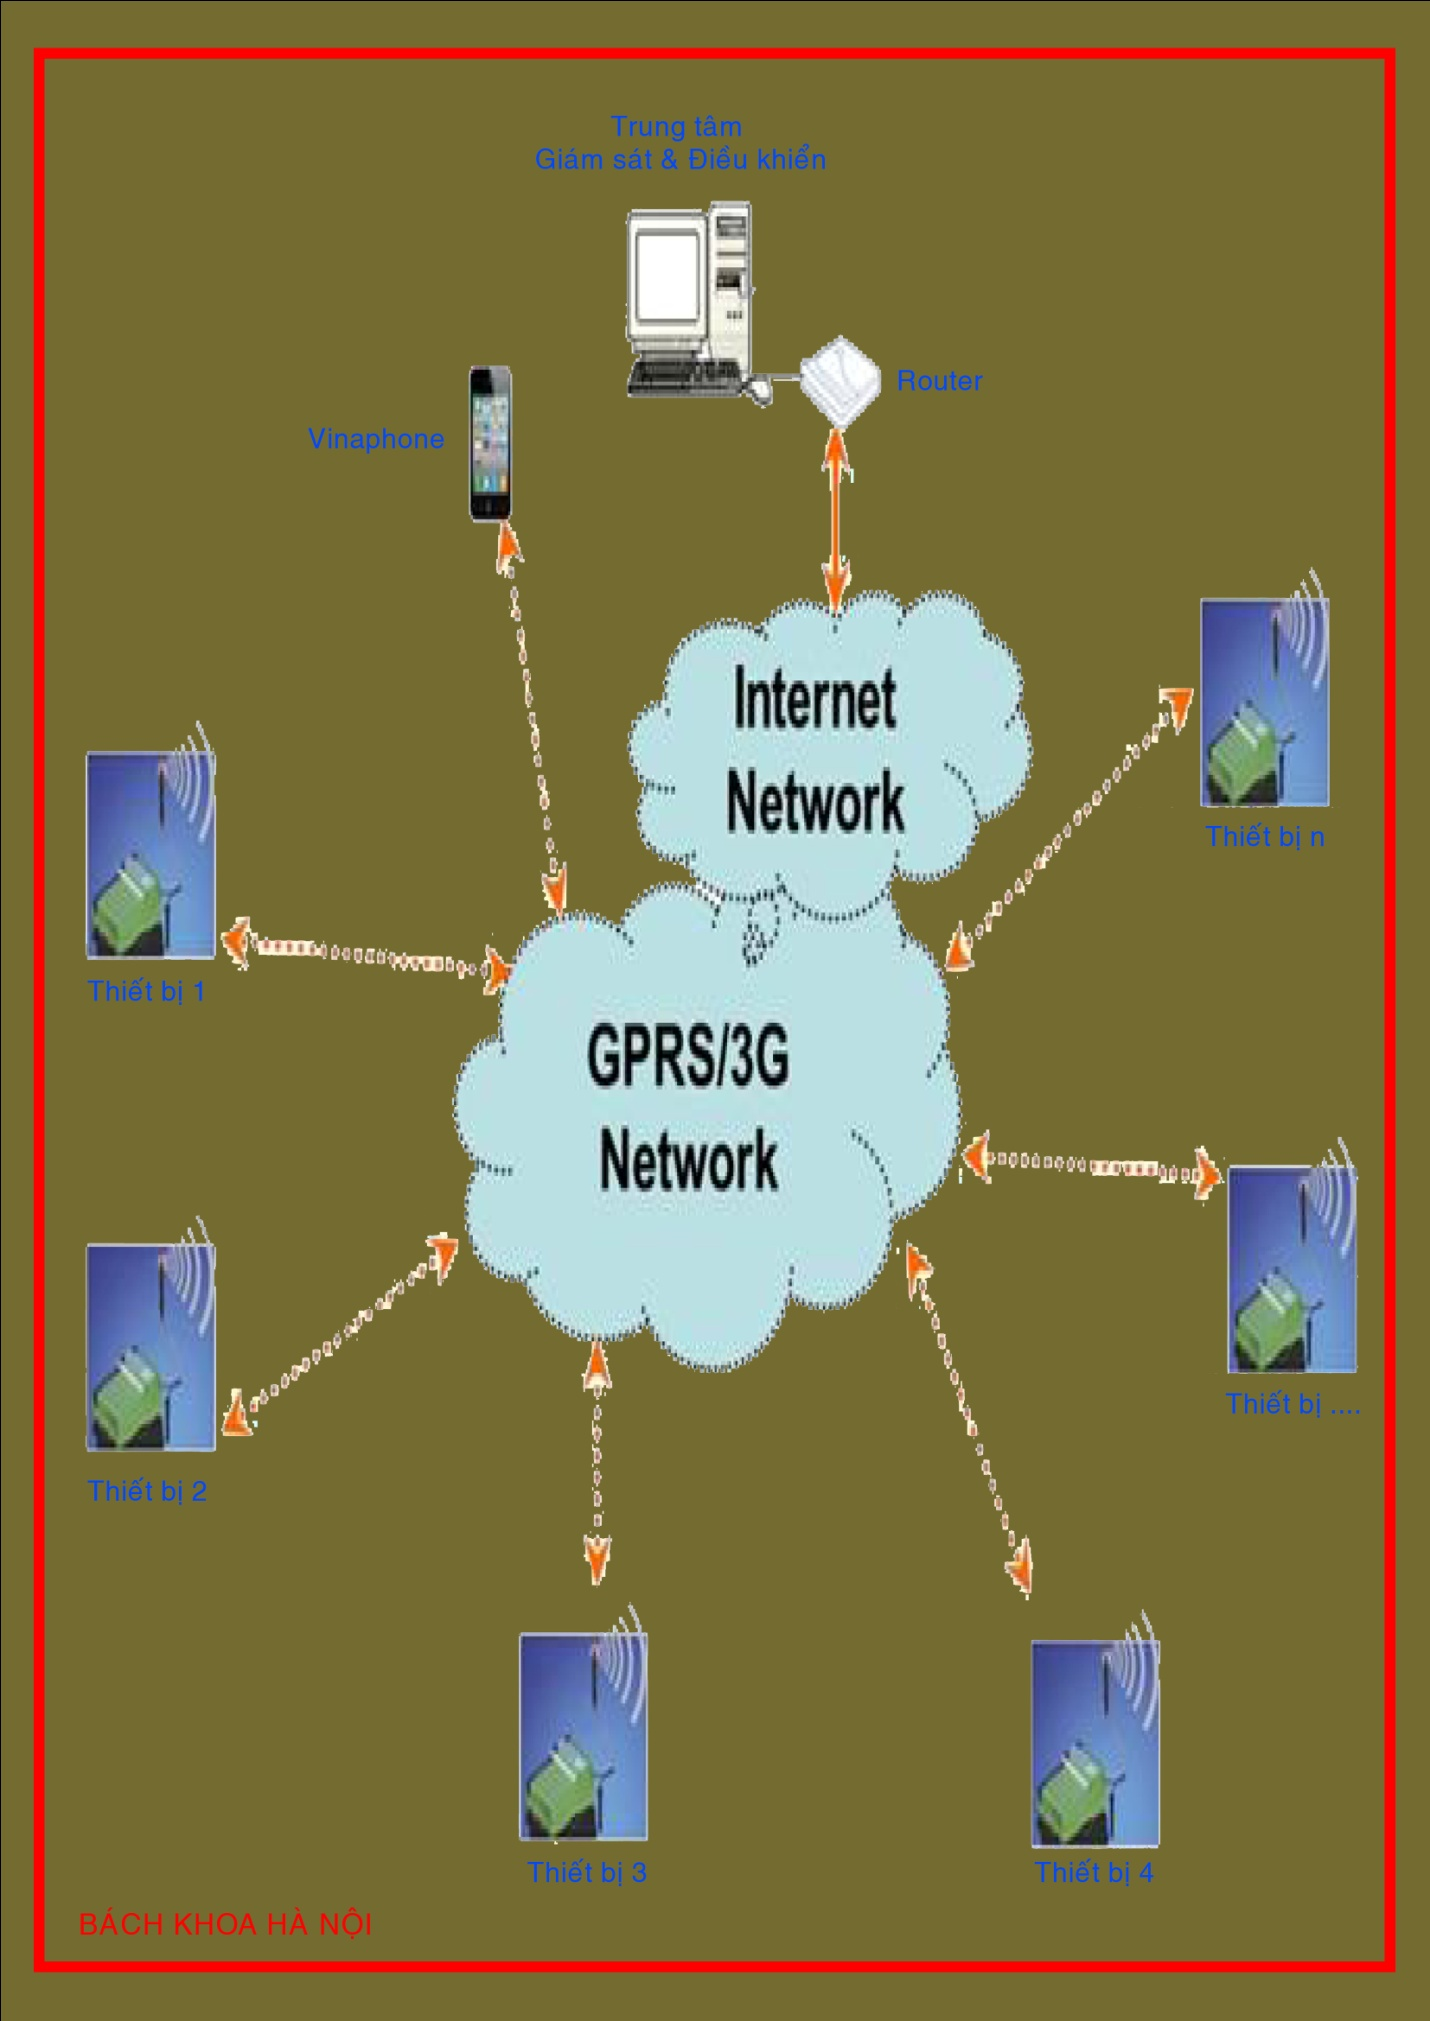 Trung tâm
Giám sát & Điều khiển
Router
Vinaphone
Internet
Network
Thiết bị n
Thiết bị 1
GPRS/3G
Network
Thiết bị ....
Thiết bị 2
Thiết bị 3
Thiết bị 4
BÁCH KHOA HÀ NỘI